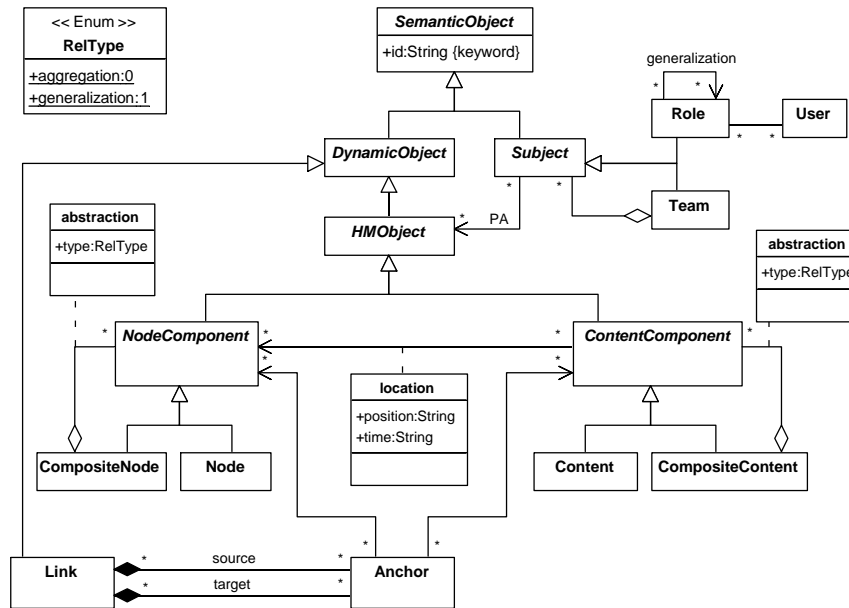 << Enum >>
RelType
+aggregation:0
+generalization:1
SemanticObject
+id:String {keyword}
generalization
*
*
Role
*
*
User
DynamicObject
Subject
*
*
Team
*
PA
HMObject
abstraction
+type:RelType
abstraction
+type:RelType
*
NodeComponent
*
*
*
*
ContentComponent
*
location
+position:String
+time:String
CompositeNode
Node
Content
CompositeContent
*
*
Link
*
source
*
*
target
*
Anchor